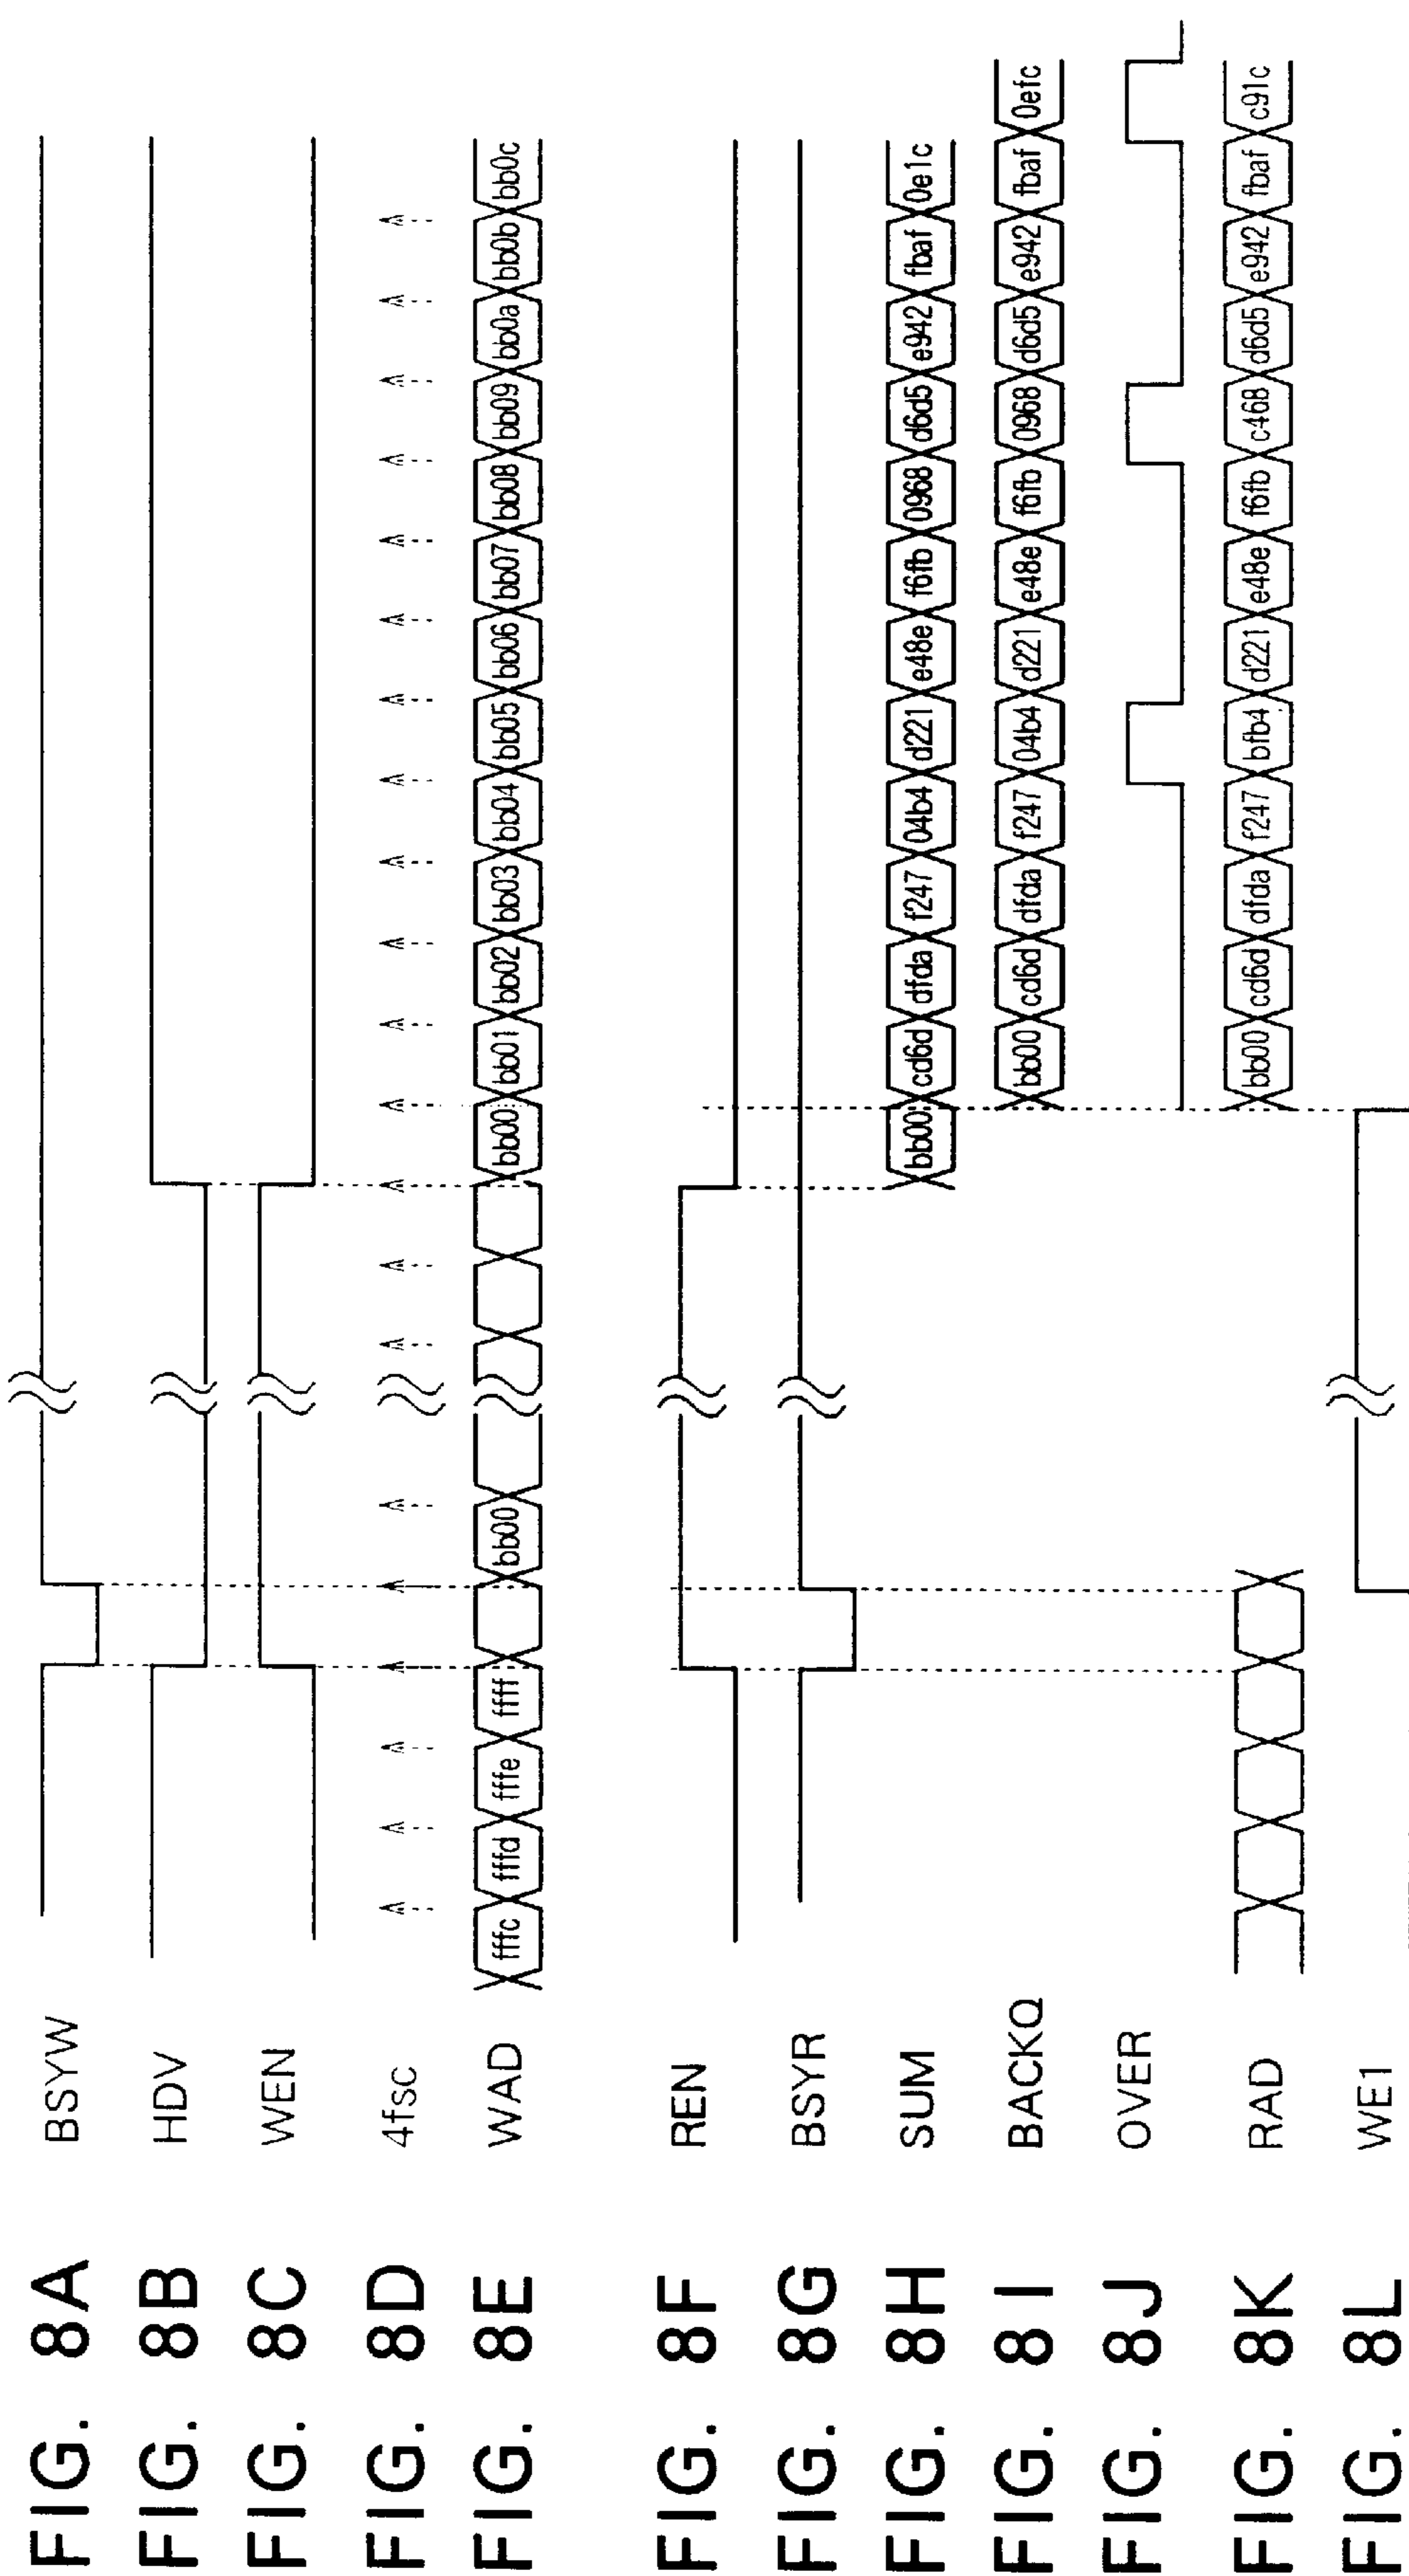 FIG. 8A BSYW
FIG. 8B HDV
FIG. 8C WEN
FIG. 8D 4fsc
FIG. 8E WAD fffc fffd fffe ffff bb00 bb00 bb01 bb02 bb03 bb04 bb05 bb06 bb07 bb08 bb09 bb0a bb0b bb0c
FIG. 8F REN
FIG. 8G BSYR
FIG. 8H SUM bb00 cd6d dfda f247 04b4 d221 e48e f6fb 0968 d6d5 e942 fbaf 0e1c
FIG. 8I BACKQ bb00 cd6d dfda f247 04b4 d221 e48e f6fb 0968 d6d5 e942 fbaf 0efc
FIG. 8J OVER
FIG. 8K RAD bb00 cd6d dfda f247 bfb4 d221 e48e f6fb c468 d6d5 e942 fbaf c91c
FIG. 8L WE1